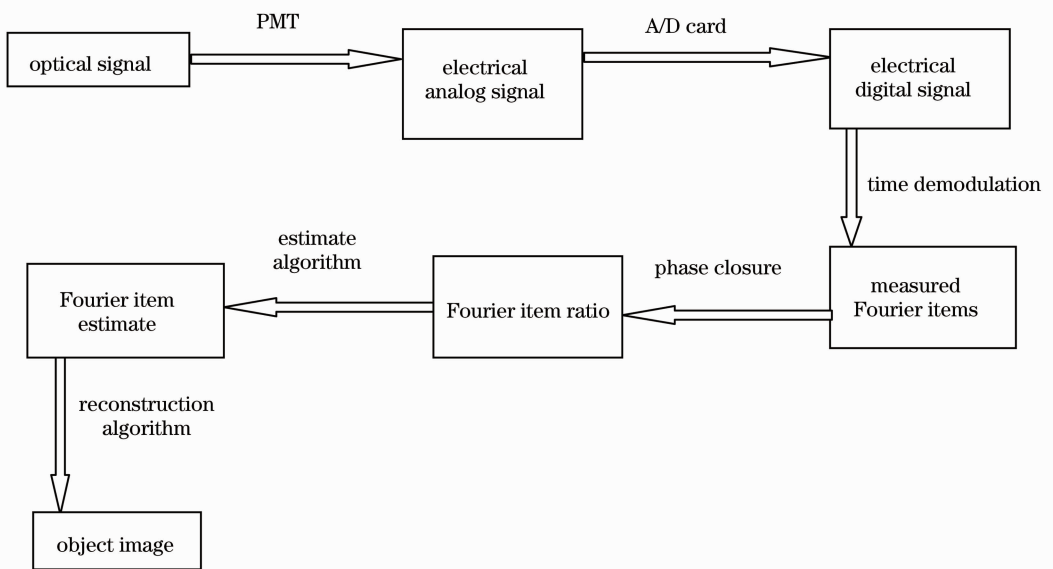 optical signal
PMT
electrical
analog signal
A/D card
electrical
digital signal
time demodulation
measured
Fourier items
phase closure
Fourier item ratio
estimate
algorithm
Fourier item
estimate
reconstruction
algorithm
object image